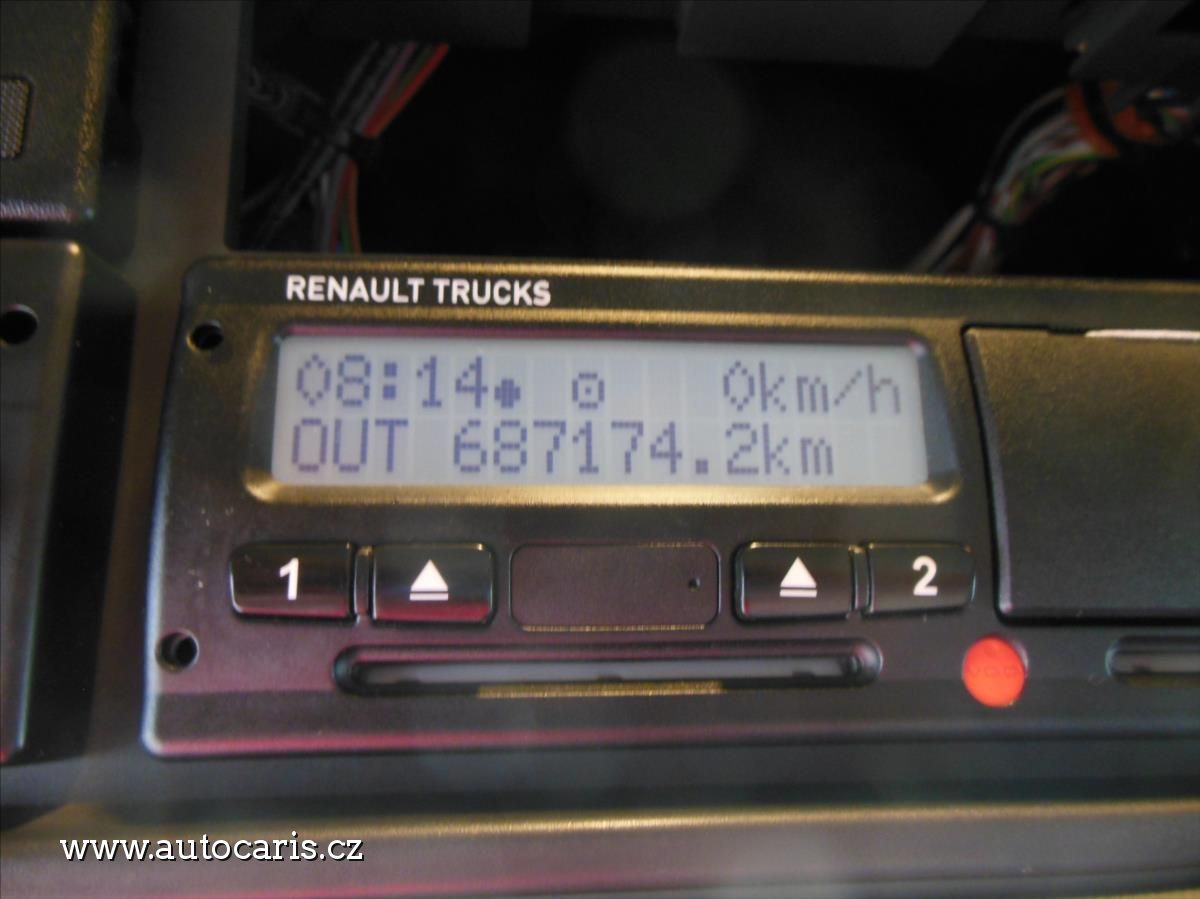 RENAULT TRUCKS
08:14 0km/h
OUT 687174.2km
1 2
www.autocaris.cz